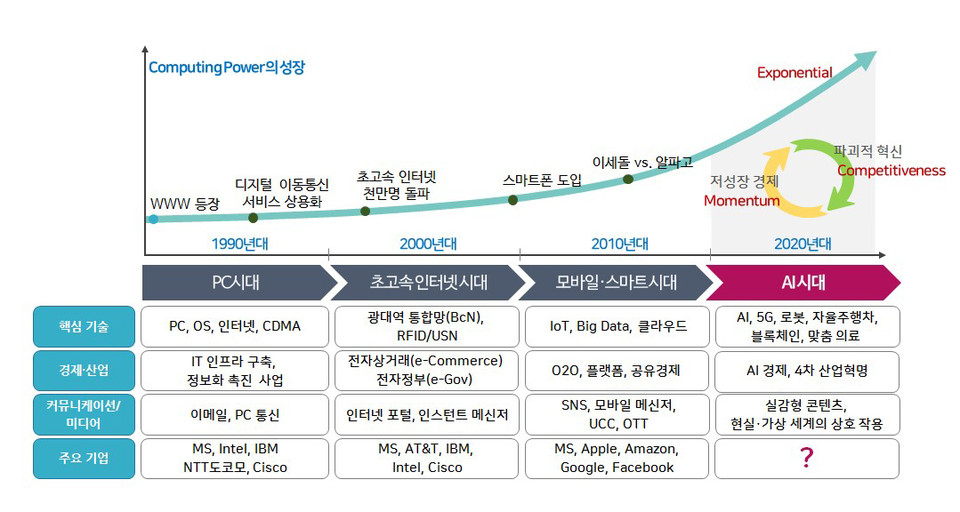 Computing Power의 성장
Exponential
이세돌 vs. 알파고
파괴적 혁신
Competitiveness
저성장 경제
Momentum
스마트폰 도입
초고속 인터넷
천만명 돌파
디지털 이동통신
서비스 상용화
WWW 등장
1990년대 2000년대 2010년대 2020년대
PC시대 초고속인터넷시대 모바일·스마트시대 AI시대
핵심 기술
PC, OS, 인터넷, CDMA
광대역 통합망(BcN),
RFID/USN
IoT, Big Data, 클라우드
AI, 5G, 로봇, 자율주행차,
블록체인, 맞춤 의료
경제·산업
IT 인프라 구축,
정보화 촉진 사업
전자상거래(e-Commerce)
전자정부(e-Gov)
O2O, 플랫폼, 공유경제
AI 경제, 4차 산업혁명
커뮤니케이션/
미디어
이메일, PC 통신
인터넷 포털, 인스턴트 메신저
SNS, 모바일 메신저,
UCC, OTT
실감형 콘텐츠,
현실·가상 세계의 상호 작용
주요 기업
MS, Intel, IBM
NTT도코모, Cisco
MS, AT&T, IBM,
Intel, Cisco
MS, Apple, Amazon,
Google, Facebook
?